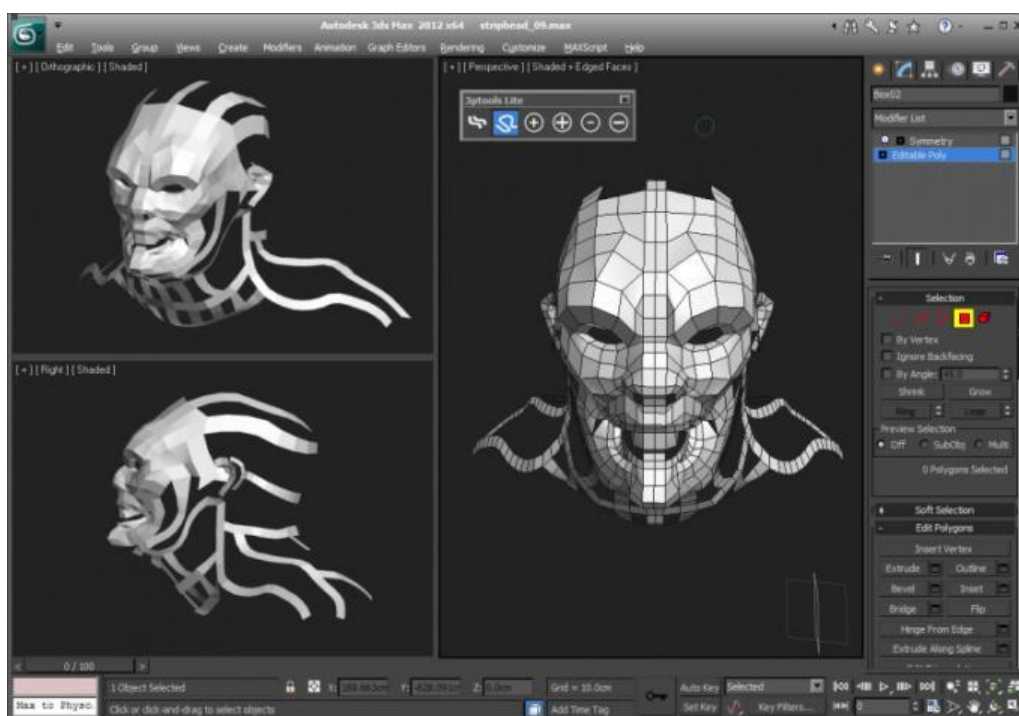 Autodesk 3ds Max 2012 x64 striphead_09.max
Edit Tools Group Views Create Modifiers Animation Graph Editors Rendering Customize MAXScript Help
[ + ] [ Orthographic ] [ Shaded ]
[ + ] [ Perspective ] [ Shaded + Edged Faces ]
3ptools Lite
Box02
Modifier List
Symmetry
Editable Poly
Selection
By Vertex
Ignore Backfacing
By Angle:
Shrink Grow
Ring Loop
Preview Selection
Off SubObj Multi
0 Polygons Selected
[ + ] [ Right ] [ Shaded ]
Soft Selection
Edit Polygons
Insert Vertex
Extrude Outline
Bevel Inset
Bridge Flip
Hinge From Edge
Extrude Along Spline
0 / 100
1 Object Selected X: Y: Z: 0.0cm Grid = 10.0cm Auto Key Selected
Max to Physc. Click or click-and-drag to select objects Add Time Tag Set Key Key Filters... 0